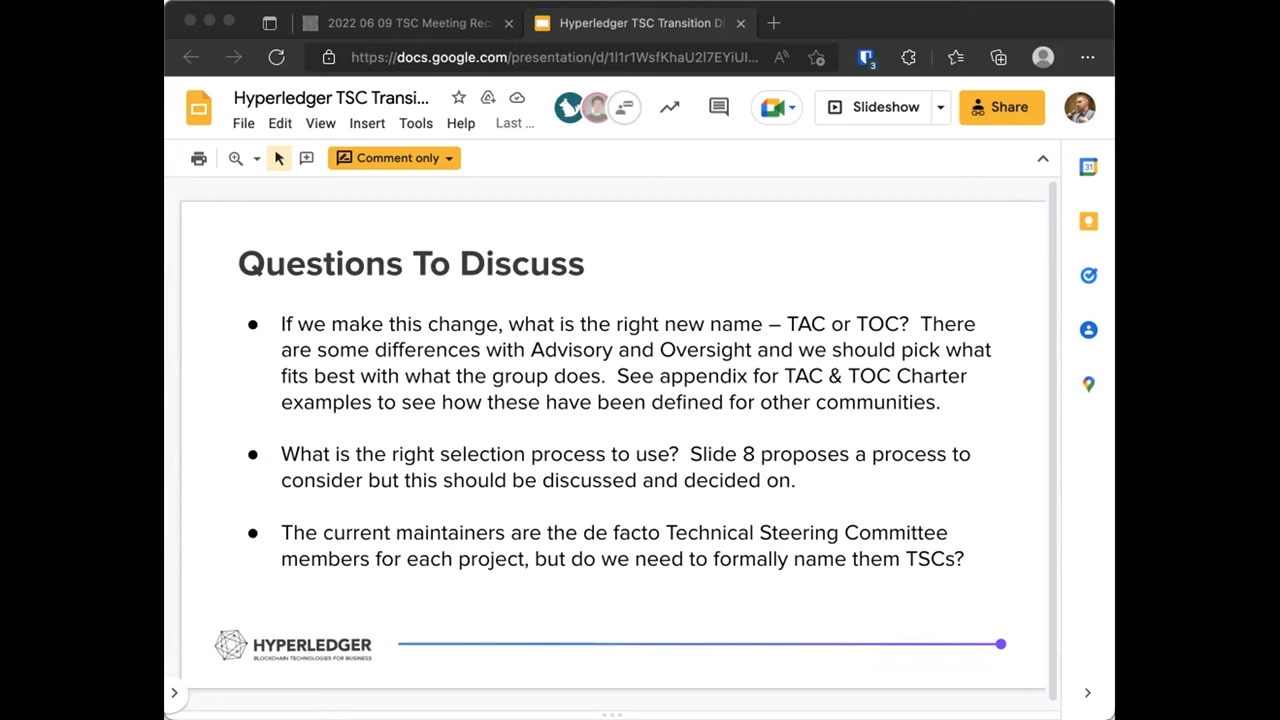 2022 06 09 TSC Meeting Rec
Hyperledger TSC Transition D
https://docs.google.com/presentation/d/1l1r1WsfKhaU2l7EYiUI...
3
Hyperledger TSC Transi...
File Edit View Insert Tools Help Last ...
Slideshow
Share
Comment only
31
Questions To Discuss
● If we make this change, what is the right new name – TAC or TOC? There
are some differences with Advisory and Oversight and we should pick what
fits best with what the group does. See appendix for TAC & TOC Charter
examples to see how these have been defined for other communities.
● What is the right selection process to use? Slide 8 proposes a process to
consider but this should be discussed and decided on.
● The current maintainers are the de facto Technical Steering Committee
members for each project, but do we need to formally name them TSCs?
HYPERLEDGER
BLOCKCHAIN TECHNOLOGIES FOR BUSINESS